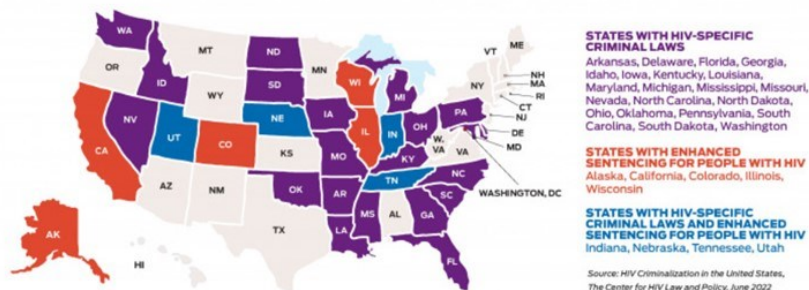 WA
MT
ND
MN
OR
ID
SD
WI
WY
MI
NV
NE
IA
UT
IL
IN
OH
PA
NY
VT
ME
NH
MA
RI
CT
NJ
DE
MD
CA
CO
KS
MO
KY
W.
VA
VA
WASHINGTON, DC
AZ
NM
OK
AR
TN
NC
SC
TX
LA
MS
AL
GA
FL
AK
HI
STATES WITH HIV-SPECIFIC
CRIMINAL LAWS
Arkansas, Delaware, Florida, Georgia,
Idaho, Iowa, Kentucky, Louisiana,
Maryland, Michigan, Mississippi, Missouri,
Nevada, North Carolina, North Dakota,
Ohio, Oklahoma, Pennsylvania, South
Carolina, South Dakota, Washington
STATES WITH ENHANCED
SENTENCING FOR PEOPLE WITH HIV
Alaska, California, Colorado, Illinois,
Wisconsin
STATES WITH HIV-SPECIFIC
CRIMINAL LAWS AND ENHANCED
SENTENCING FOR PEOPLE WITH HIV
Indiana, Nebraska, Tennessee, Utah
Source: HIV Criminalization in the United States,
The Center for HIV Law and Policy, June 2022